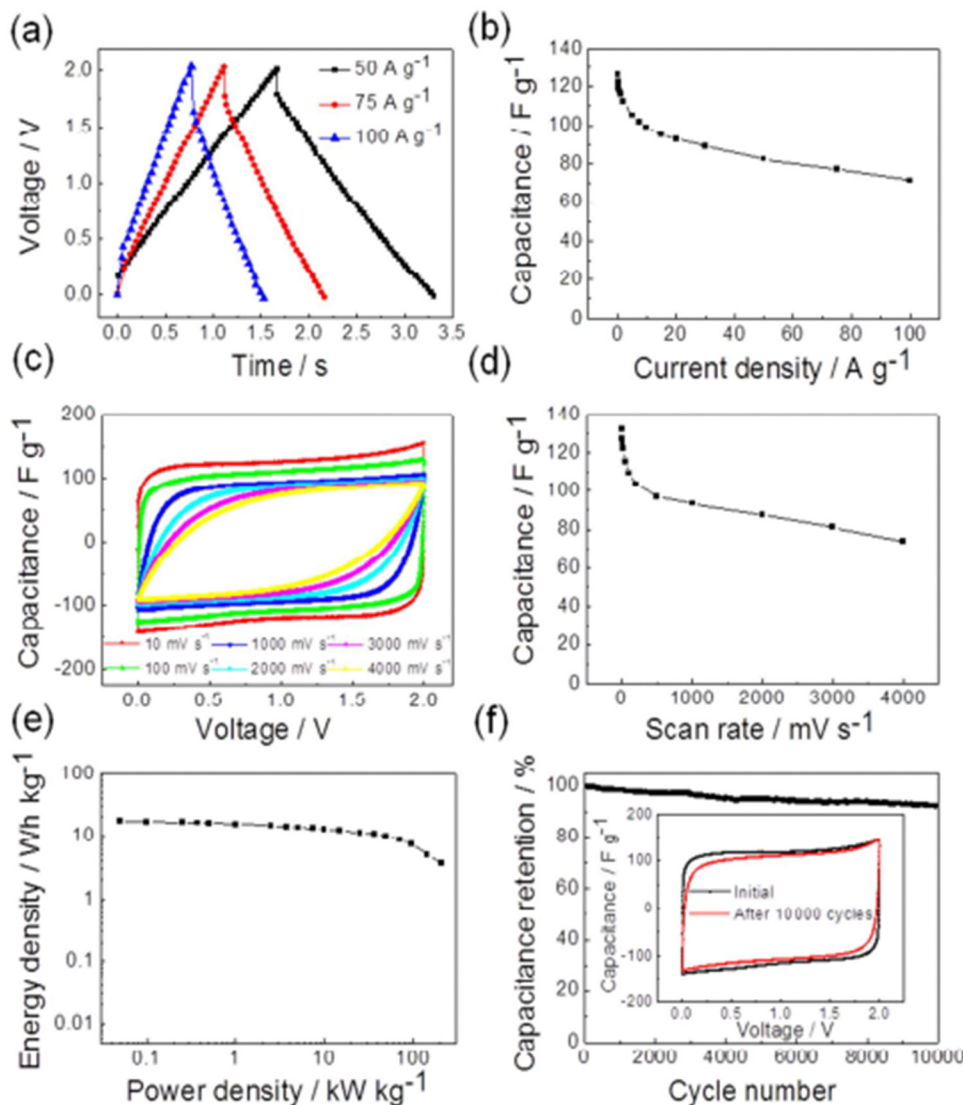 (a)
Voltage / V
2.0
1.5
1.0
0.5
0.0
50 A g⁻¹
75 A g⁻¹
100 A g⁻¹
0.0 0.5 1.0 1.5 2.0 2.5 3.0 3.5
Time / s
(b)
Capacitance / F g⁻¹
140
120
100
80
60
40
20
0
0 20 40 60 80 100
Current density / A g⁻¹
(c)
Capacitance / F g⁻¹
200
100
0
-100
-200
10 mV s⁻¹ 1000 mV s⁻¹ 3000 mV s⁻¹
100 mV s⁻¹ 2000 mV s⁻¹ 4000 mV s⁻¹
0.0 0.5 1.0 1.5 2.0
Voltage / V
(d)
Capacitance / F g⁻¹
140
120
100
80
60
40
20
0
0 1000 2000 3000 4000
Scan rate / mV s⁻¹
(e)
Energy density / Wh kg⁻¹
100
10
1
0.1
0.01
0.1 1 10 100
Power density / kW kg⁻¹
(f)
Capacitance retention / %
100
80
60
40
20
0
Capacitance / F g⁻¹
200
100
0
-100
-200
Initial
After 10000 cycles
0.0 0.5 1.0 1.5 2.0
Voltage / V
0 2000 4000 6000 8000 10000
Cycle number